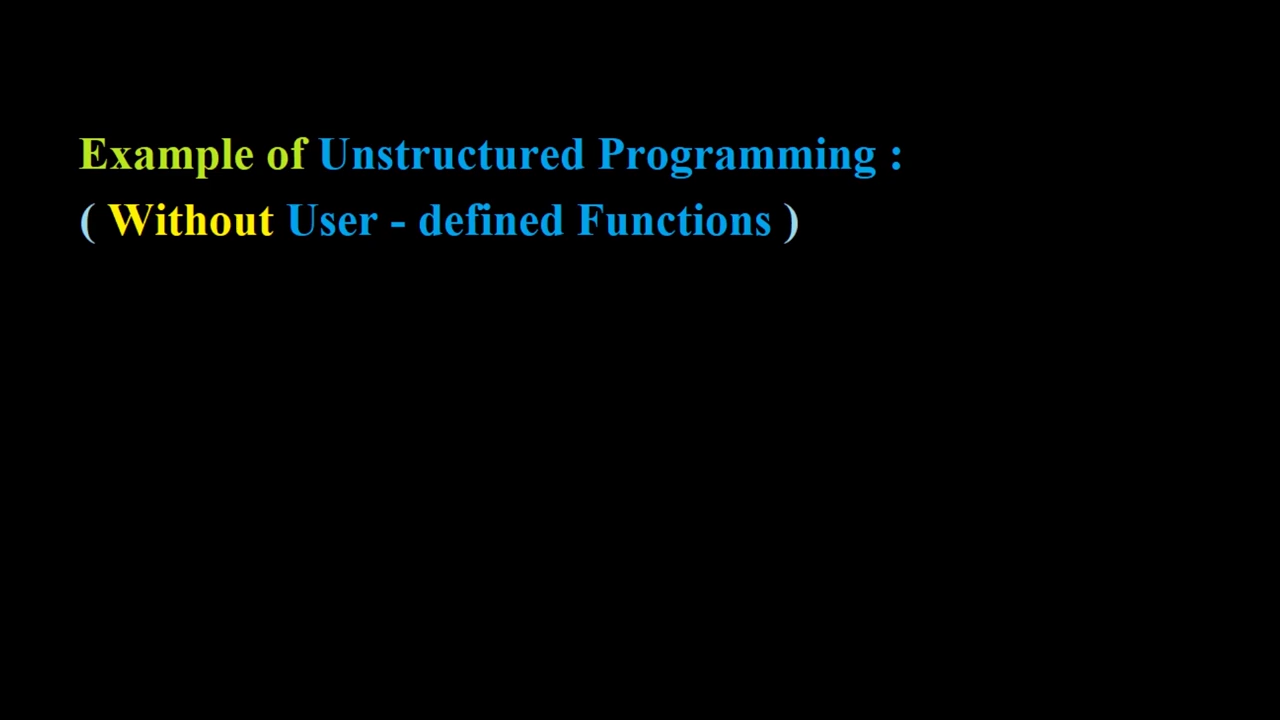 Example of Unstructured Programming :
( Without User - defined Functions )